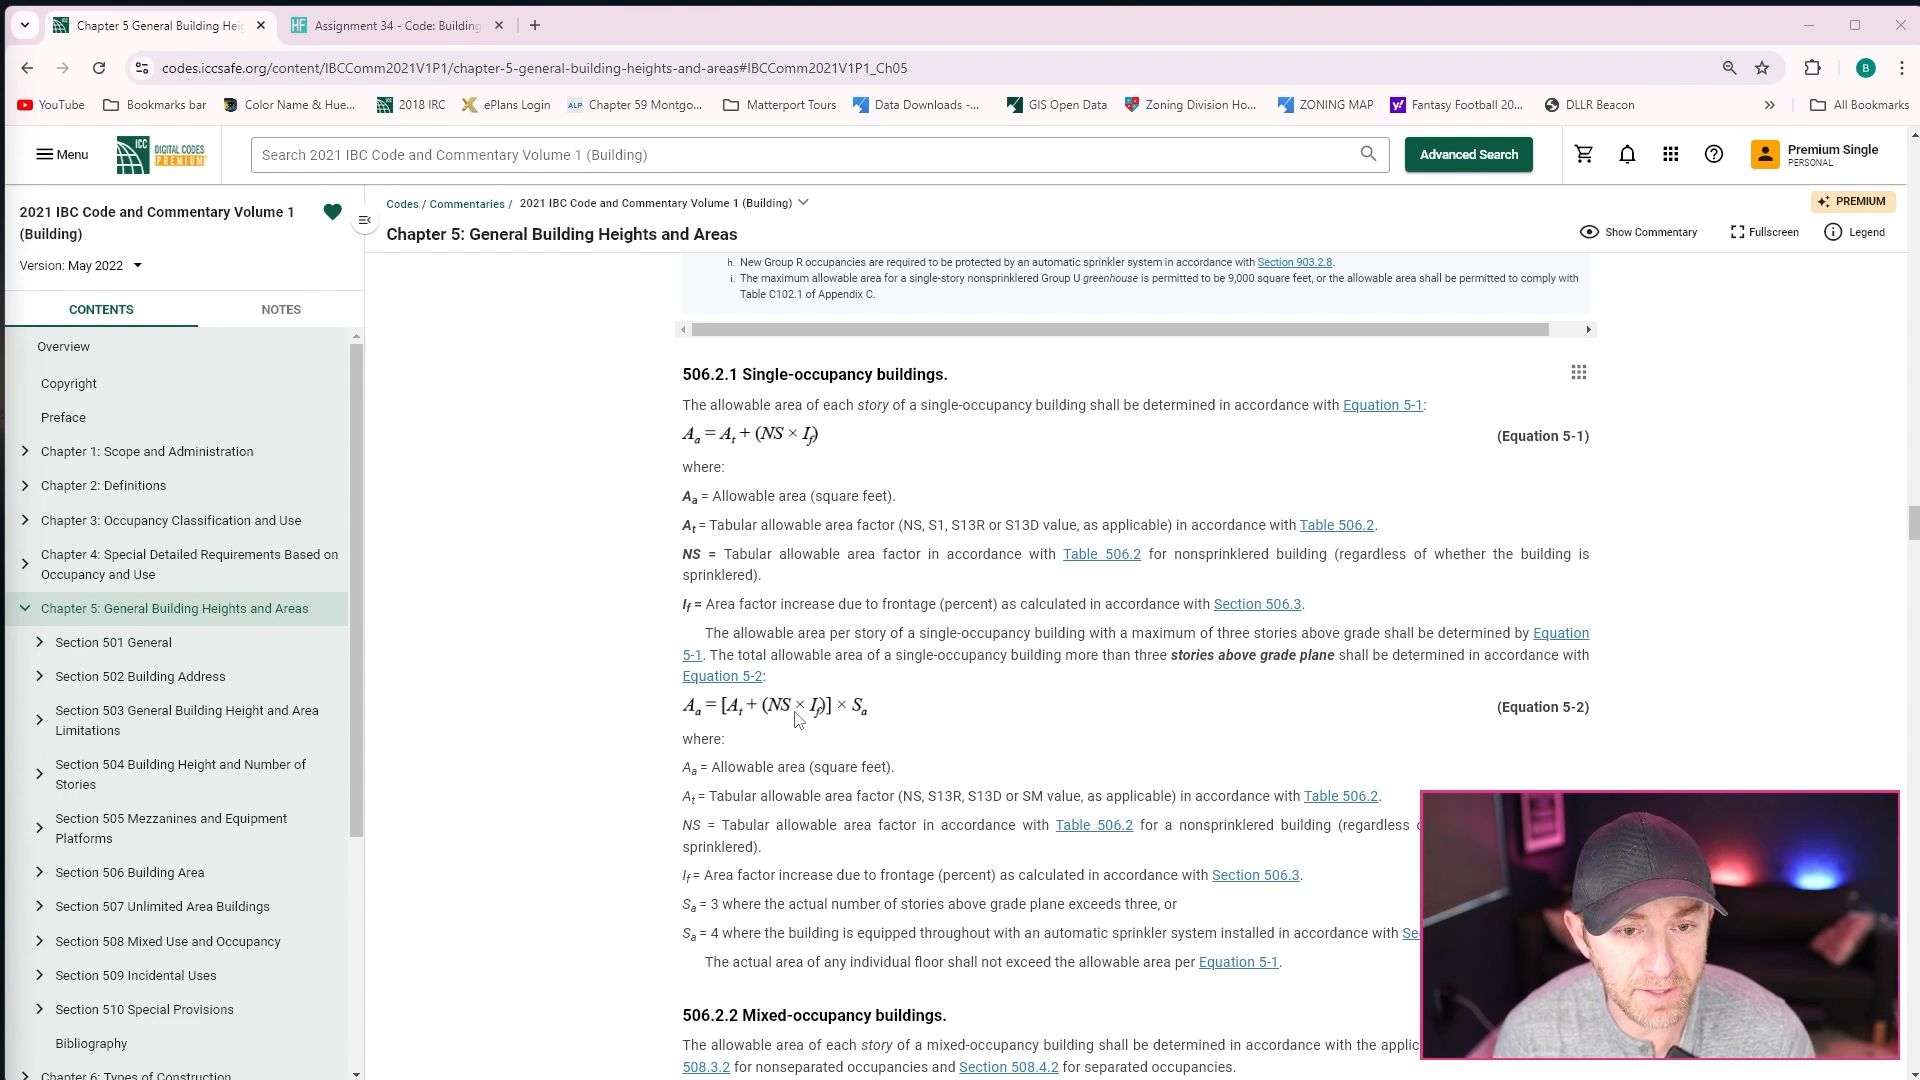 Chapter 5 General Building Hei
Assignment 34 - Code: Building
codes.iccsafe.org/content/IBCComm2021V1P1/chapter-5-general-building-heights-and-areas#IBCComm2021V1P1_Ch05
B
YouTube
Bookmarks bar
Color Name & Hue...
2018 IRC
ePlans Login
ALP
Chapter 59 Montgo...
Matterport Tours
Data Downloads -...
GIS Open Data
Zoning Division Ho...
ZONING MAP
Fantasy Football 20...
DLLR Beacon
All Bookmarks
Menu
ICC
DIGITAL CODES
PREMIUM
Search 2021 IBC Code and Commentary Volume 1 (Building)
Advanced Search
Premium Single
PERSONAL
2021 IBC Code and Commentary Volume 1
(Building)
Version: May 2022
CONTENTS
NOTES
Overview
Copyright
Preface
Chapter 1: Scope and Administration
Chapter 2: Definitions
Chapter 3: Occupancy Classification and Use
Chapter 4: Special Detailed Requirements Based on
Occupancy and Use
Chapter 5: General Building Heights and Areas
Section 501 General
Section 502 Building Address
Section 503 General Building Height and Area
Limitations
Section 504 Building Height and Number of
Stories
Section 505 Mezzanines and Equipment
Platforms
Section 506 Building Area
Section 507 Unlimited Area Buildings
Section 508 Mixed Use and Occupancy
Section 509 Incidental Uses
Section 510 Special Provisions
Bibliography
Chapter 6: Types of Construction
Codes / Commentaries / 2021 IBC Code and Commentary Volume 1 (Building)
PREMIUM
Chapter 5: General Building Heights and Areas
Show Commentary
Fullscreen
Legend
h. New Group R occupancies are required to be protected by an automatic sprinkler system in accordance with Section 903.2.8.
i. The maximum allowable area for a single-story nonsprinklered Group U greenhouse is permitted to be 9,000 square feet, or the allowable area shall be permitted to comply with
Table C102.1 of Appendix C.
506.2.1 Single-occupancy buildings.
The allowable area of each story of a single-occupancy building shall be determined in accordance with Equation 5-1:
Aa = At + (NS × If) (Equation 5-1)
where:
Aa = Allowable area (square feet).
At = Tabular allowable area factor (NS, S1, S13R or S13D value, as applicable) in accordance with Table 506.2.
NS = Tabular allowable area factor in accordance with Table 506.2 for nonsprinklered building (regardless of whether the building is
sprinklered).
If = Area factor increase due to frontage (percent) as calculated in accordance with Section 506.3.
The allowable area per story of a single-occupancy building with a maximum of three stories above grade shall be determined by Equation
5-1. The total allowable area of a single-occupancy building more than three stories above grade plane shall be determined in accordance with
Equation 5-2:
Aa = [At + (NS × If)] × Sa (Equation 5-2)
where:
Aa = Allowable area (square feet).
At = Tabular allowable area factor (NS, S13R, S13D or SM value, as applicable) in accordance with Table 506.2.
NS = Tabular allowable area factor in accordance with Table 506.2 for a nonsprinklered building (regardless
sprinklered).
If = Area factor increase due to frontage (percent) as calculated in accordance with Section 506.3.
Sa = 3 where the actual number of stories above grade plane exceeds three, or
Sa = 4 where the building is equipped throughout with an automatic sprinkler system installed in accordance with
The actual area of any individual floor shall not exceed the allowable area per Equation 5-1.
506.2.2 Mixed-occupancy buildings.
The allowable area of each story of a mixed-occupancy building shall be determined in accordance with the
508.3.2 for nonseparated occupancies and Section 508.4.2 for separated occupancies.